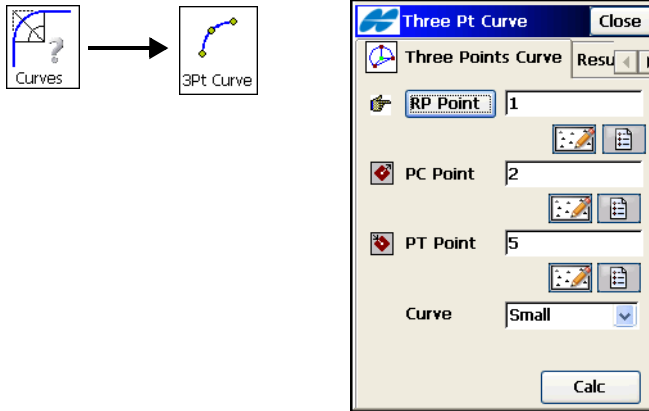 Curves
3Pt Curve
Three Pt Curve Close
Three Points Curve Resu
RP Point 1
PC Point 2
PT Point 5
Curve Small
Calc